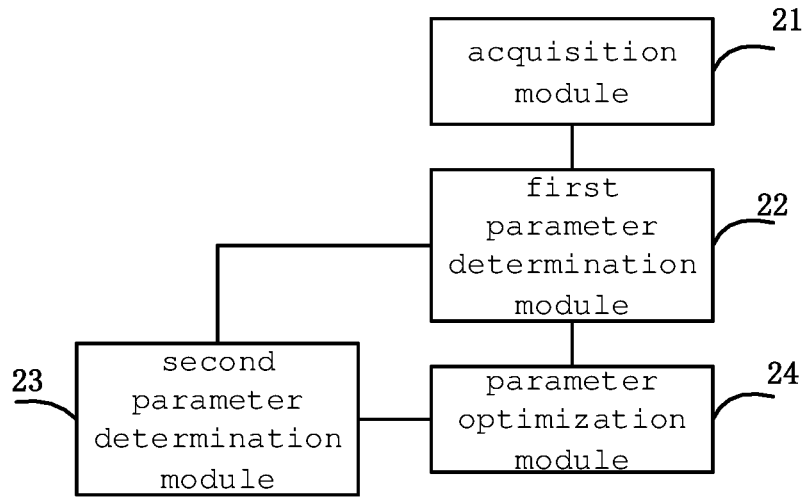 21
acquisition
module
first
parameter
determination
module
22
second
parameter
determination
module
23
parameter
optimization
module
24